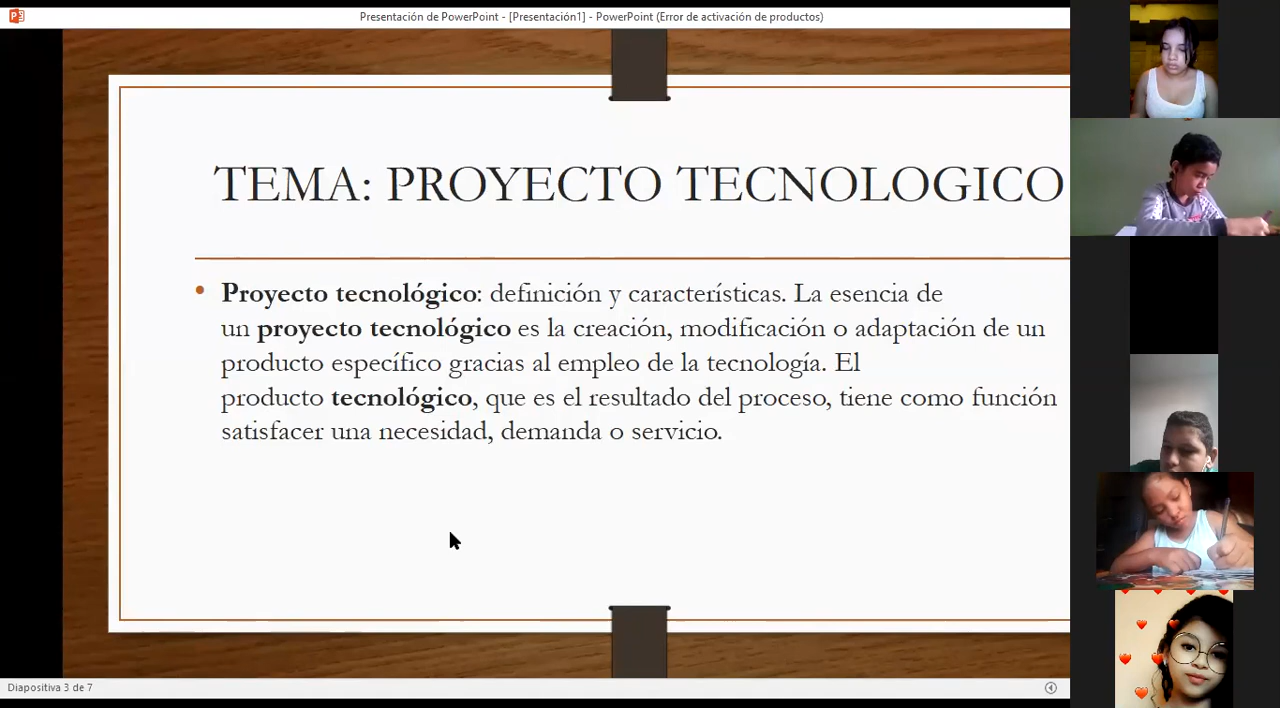 Presentación de PowerPoint - [Presentación1] - PowerPoint (Error de activación de productos)
TEMA: PROYECTO TECNOLOGICO
• Proyecto tecnológico: definición y características. La esencia de
un proyecto tecnológico es la creación, modificación o adaptación de un
producto específico gracias al empleo de la tecnología. El
producto tecnológico, que es el resultado del proceso, tiene como función
satisfacer una necesidad, demanda o servicio.
Diapositiva 3 de 7